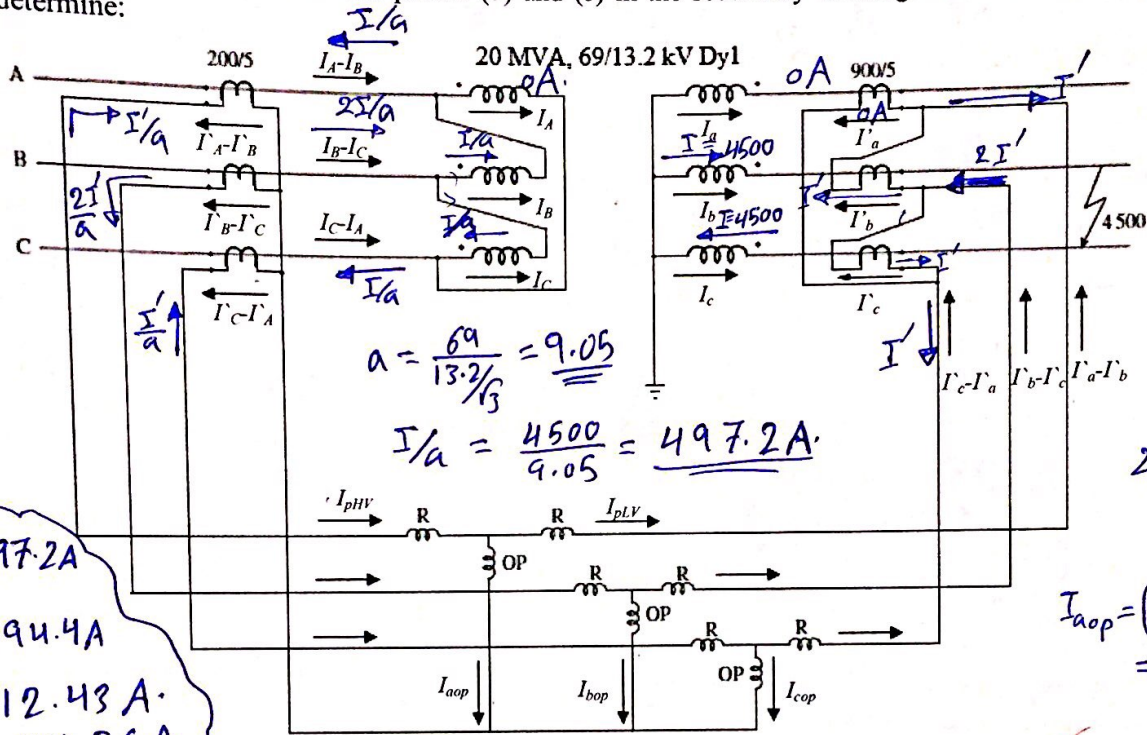 determine:
I/a
20 MVA, 69/13.2 kV Dy1
A
200/5
I_A-I_B
0A.
0A
900/5
I'
I'/a
I`_A-I`_B
2I/a
I_A
I_a
0A
I'_a
B
I_B-I_C
I/a
I=4500
2I'
2I'/a
I`_B-I`_C
I_B
I_b
I'
I'_b
C
I_C-I_A
I/a
I=4500
4 500
I/a
I_C
I_c
I'
I`_C-I`_A
I`_c
I'/a
a = 69/(13.2/√3) = 9.05
I'
I`_c-I`_a
I`_b-I`_c
I`_a-I`_b
I/a = 4500/9.05 = 497.2A.
2
I_pHV
R
R
I_pLV
97.2A
OP
R
R
94.4A
OP
R
R
I_aop = (
=
12.43 A.
OP
I_aop
I_bop
I_cop